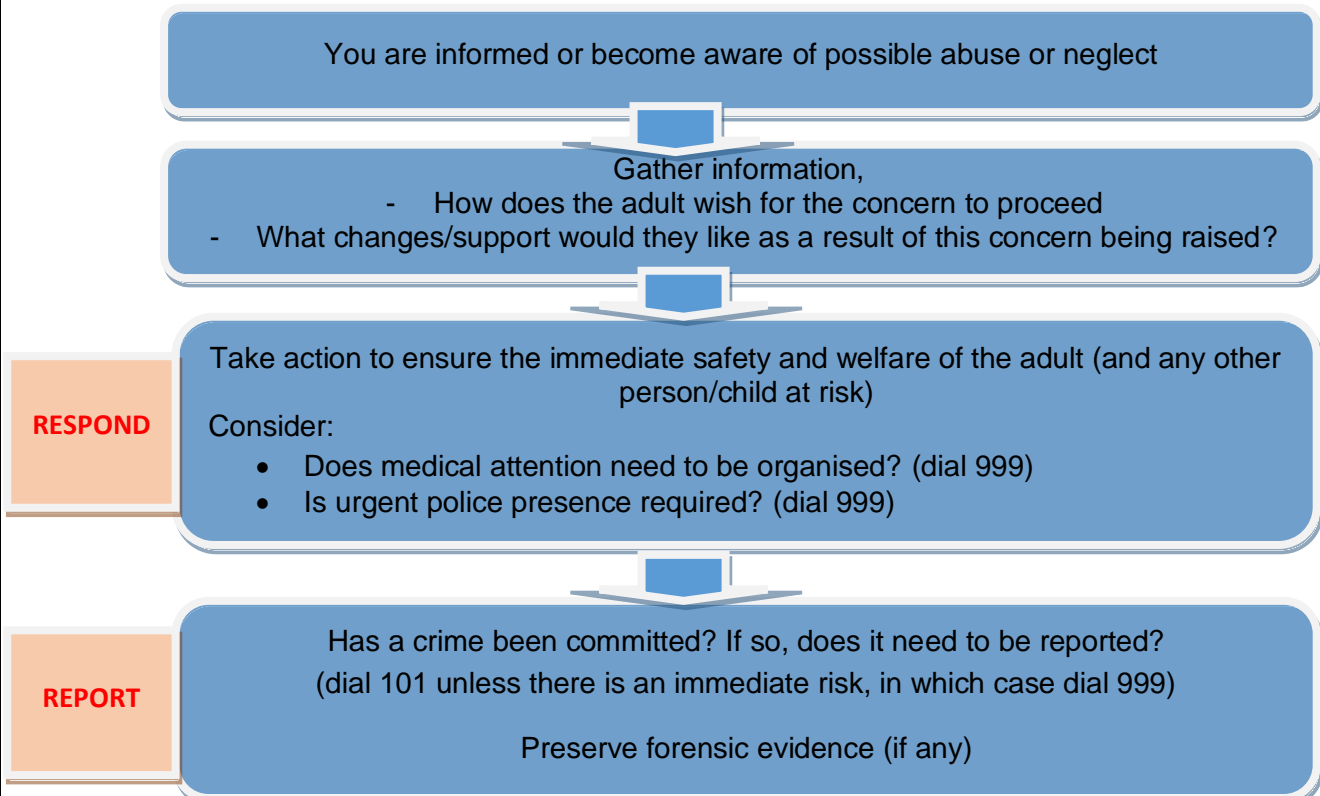 You are informed or become aware of possible abuse or neglect
Gather information,
- How does the adult wish for the concern to proceed
- What changes/support would they like as a result of this concern being raised?
RESPOND
Take action to ensure the immediate safety and welfare of the adult (and any other
person/child at risk)
Consider:
• Does medical attention need to be organised? (dial 999)
• Is urgent police presence required? (dial 999)
REPORT
Has a crime been committed? If so, does it need to be reported?
(dial 101 unless there is an immediate risk, in which case dial 999)
Preserve forensic evidence (if any)